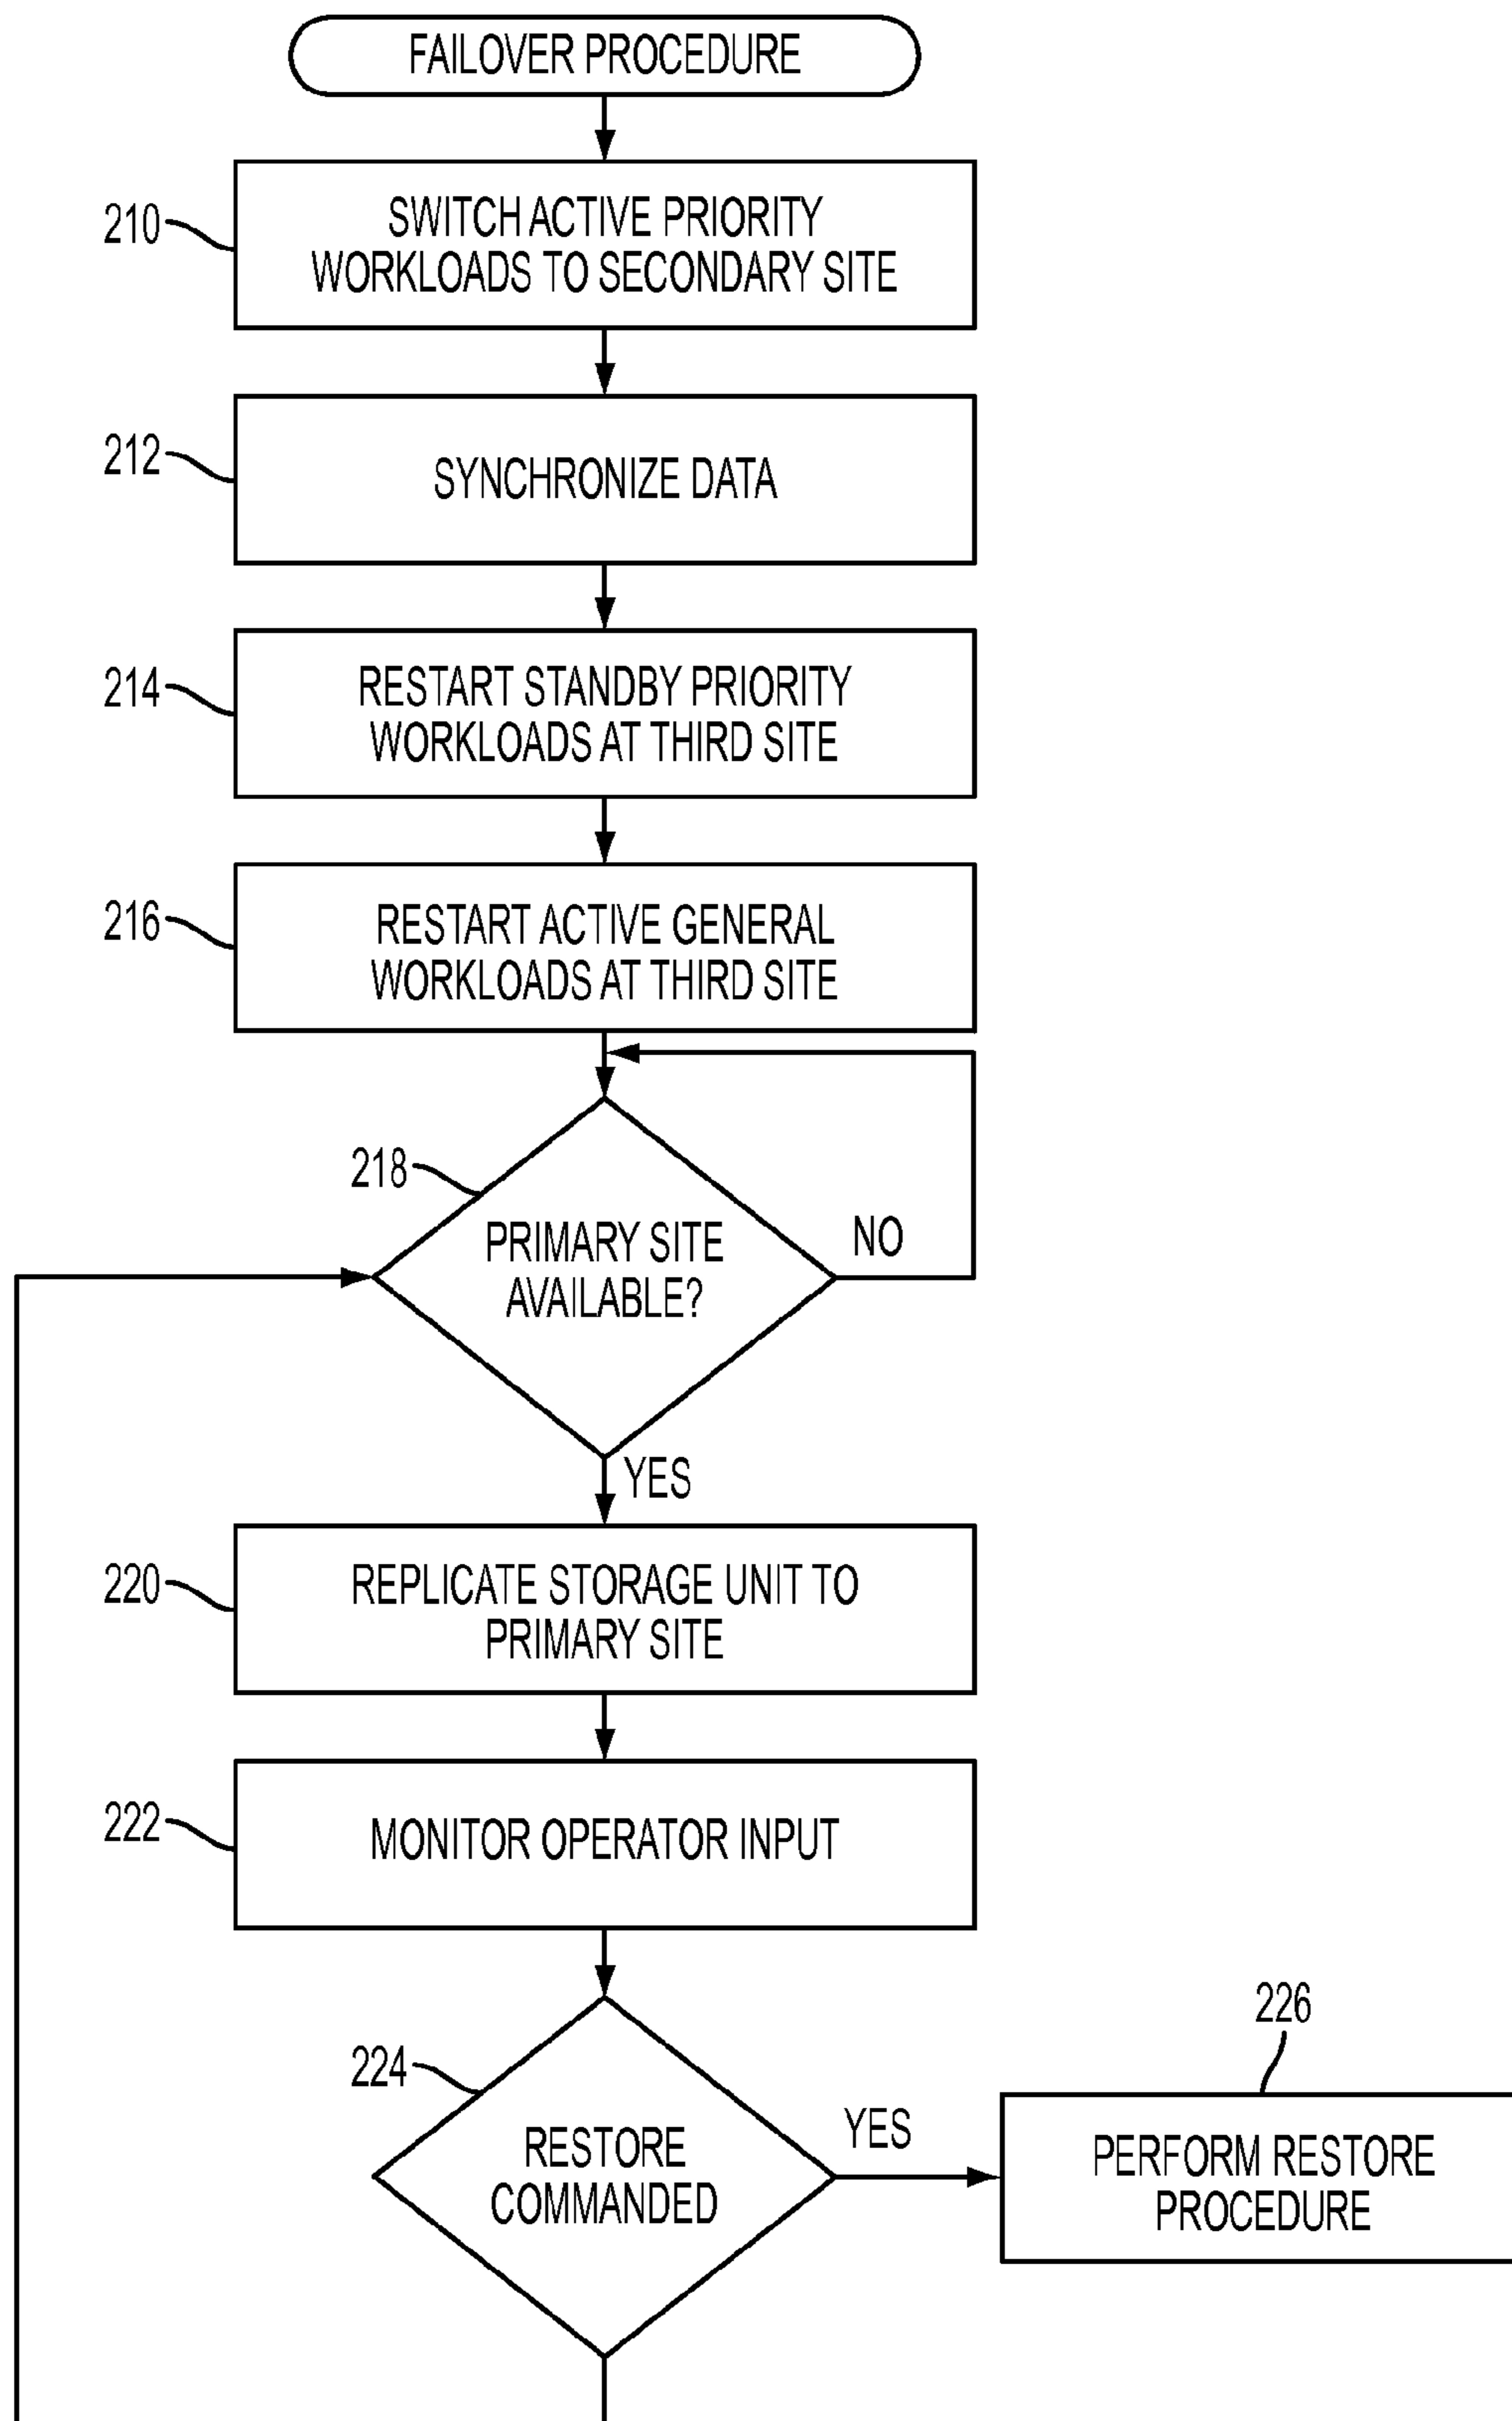 FAILOVER PROCEDURE
210
SWITCH ACTIVE PRIORITY
WORKLOADS TO SECONDARY SITE
212
SYNCHRONIZE DATA
214
RESTART STANDBY PRIORITY
WORKLOADS AT THIRD SITE
216
RESTART ACTIVE GENERAL
WORKLOADS AT THIRD SITE
218
PRIMARY SITE
AVAILABLE?
NO
YES
220
REPLICATE STORAGE UNIT TO
PRIMARY SITE
222
MONITOR OPERATOR INPUT
224
RESTORE
COMMANDED
YES
226
PERFORM RESTORE
PROCEDURE